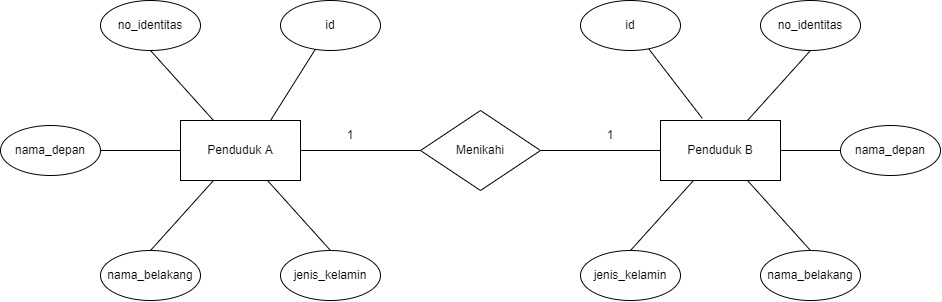 no_identitas
id
id
no_identitas
1
1
nama_depan
Penduduk A
Menikahi
Penduduk B
nama_depan
nama_belakang
jenis_kelamin
jenis_kelamin
nama_belakang